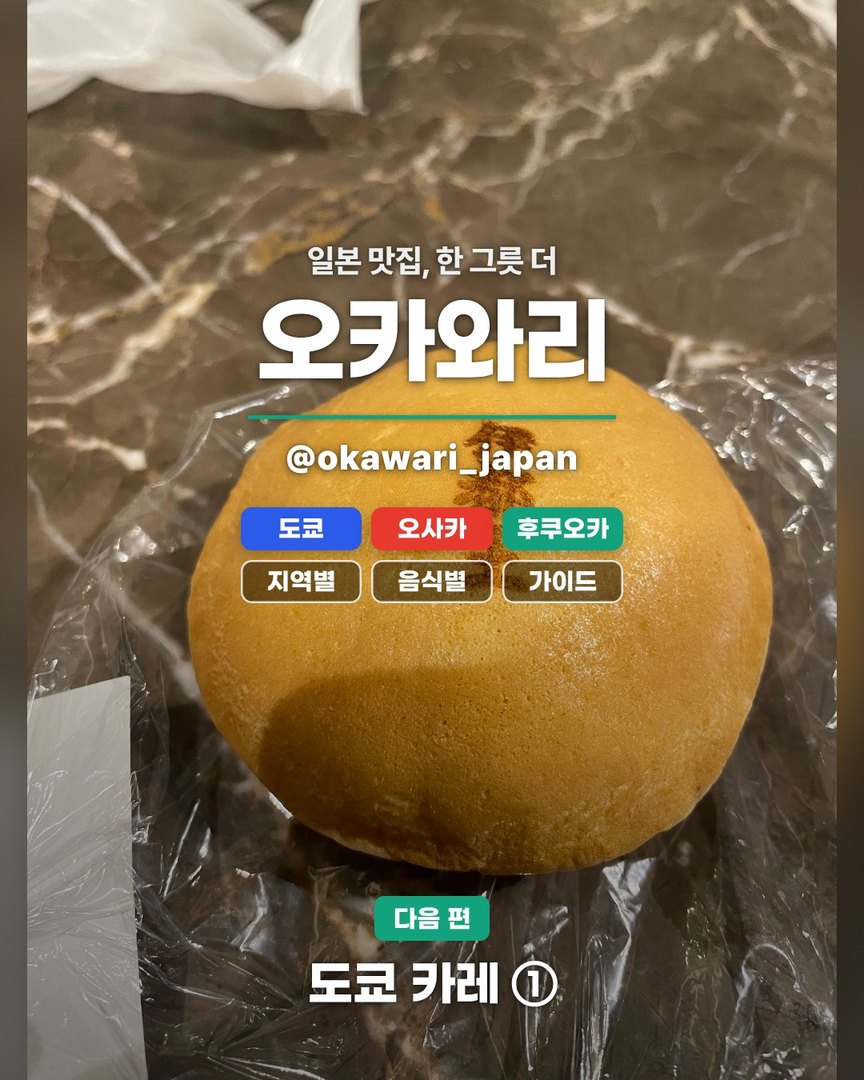 일본 맛집, 한 그릇 더
오카와리
@okawari_japan
도쿄 오사카 후쿠오카
지역별 음식별 가이드
다음 편
도쿄 카레 ①